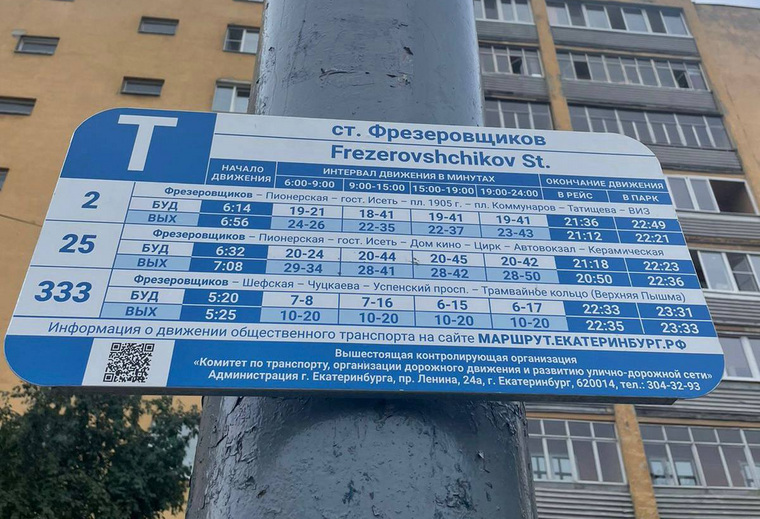 Т
ст. Фрезеровщиков
Frezerovshchikov St.
НАЧАЛО ДВИЖЕНИЯ
ИНТЕРВАЛ ДВИЖЕНИЯ В МИНУТАХ
ОКОНЧАНИЕ ДВИЖЕНИЯ
6:00-9:00 9:00-15:00 15:00-19:00 19:00-24:00 В РЕЙС В ПАРК
2
Фрезеровщиков – Пионерская – гост. Исеть – пл. 1905 г. – пл. Коммунаров – Татищева – ВИЗ
БУД 6:14 19-21 18-41 19-41 19-41 21:36 22:49
ВЫХ 6:56 24-26 22-35 22-37 23-43 21:12 22:21
25
Фрезеровщиков – Пионерская – гост. Исеть – Дом кино – Цирк – Автовокзал – Керамическая
БУД 6:32 20-24 20-44 20-45 20-42 21:18 22:23
ВЫХ 7:08 29-34 28-41 28-42 28-50 20:50 22:36
333
Фрезеровщиков – Шефская – Чуцкаева – Успенский просп. – Трамвайное кольцо (Верхняя Пышма)
БУД 5:20 7-8 7-16 6-15 6-17 22:33 23:31
ВЫХ 5:25 10-20 10-20 10-20 10-20 22:35 23:33
Информация о движении общественного транспорта на сайте МАРШРУТ.ЕКАТЕРИНБУРГ.РФ
Вышестоящая контролирующая организация
«Комитет по транспорту, организации дорожного движения и развитию улично-дорожной сети»
Администрация г. Екатеринбурга, пр. Ленина, 24а, г. Екатеринбург, 620014, тел.: 304-32-93